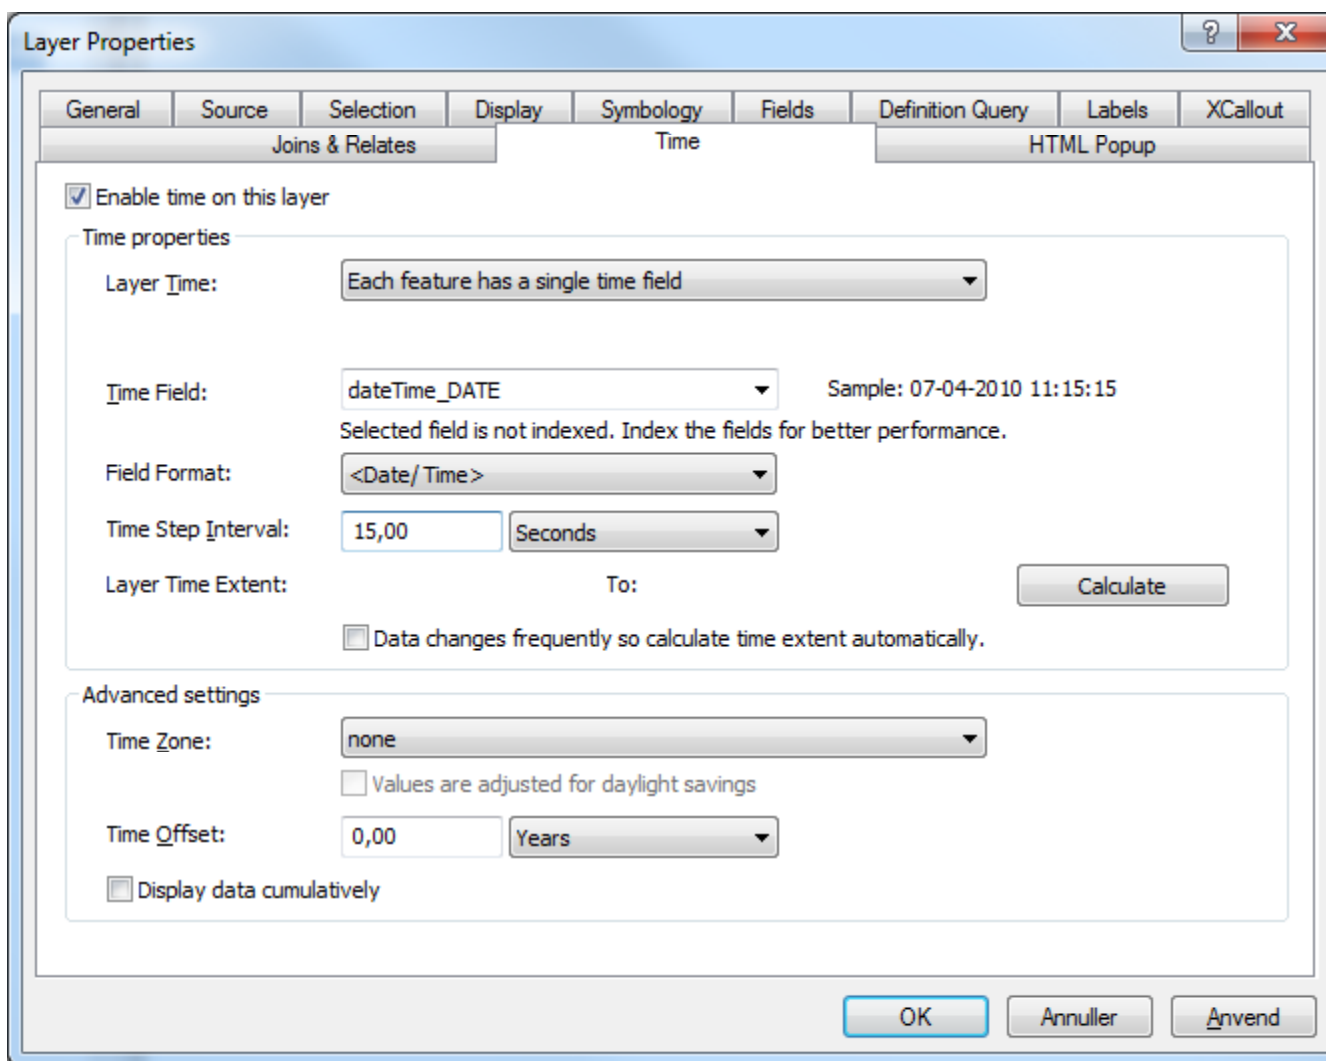 Layer Properties
General Source Selection Display Symbology Fields Definition Query Labels XCallout
Joins & Relates Time HTML Popup
Enable time on this layer
Time properties
Layer Time: Each feature has a single time field
Time Field: dateTime_DATE Sample: 07-04-2010 11:15:15
Selected field is not indexed. Index the fields for better performance.
Field Format: <Date/ Time>
Time Step Interval: 15,00 Seconds
Layer Time Extent: To: Calculate
Data changes frequently so calculate time extent automatically.
Advanced settings
Time Zone: none
Values are adjusted for daylight savings
Time Offset: 0,00 Years
Display data cumulatively
OK Annuller Anvend